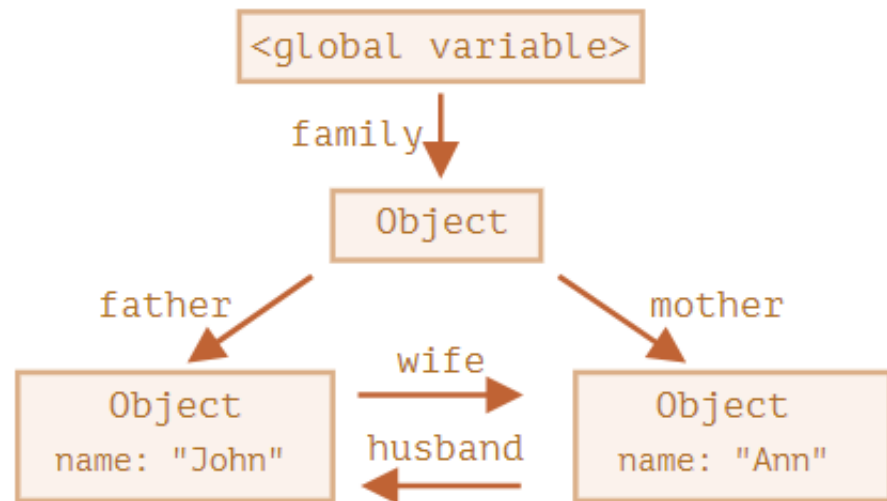 <global variable>
family
Object
father
mother
wife
Object
Object
husband
name: "John"
name: "Ann"